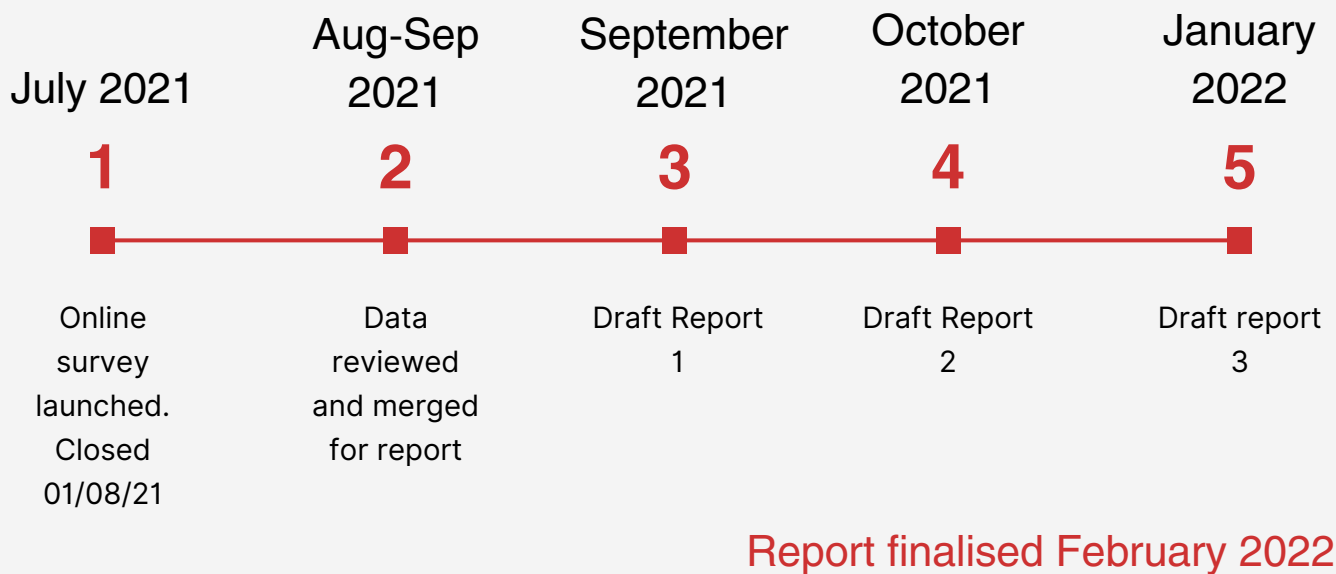 July 2021
1
Online
survey
launched.
Closed
01/08/21
Aug-Sep
2021
2
Data
reviewed
and merged
for report
September
2021
3
Draft Report
1
October
2021
4
Draft Report
2
January
2022
5
Draft report
3
Report finalised February 2022